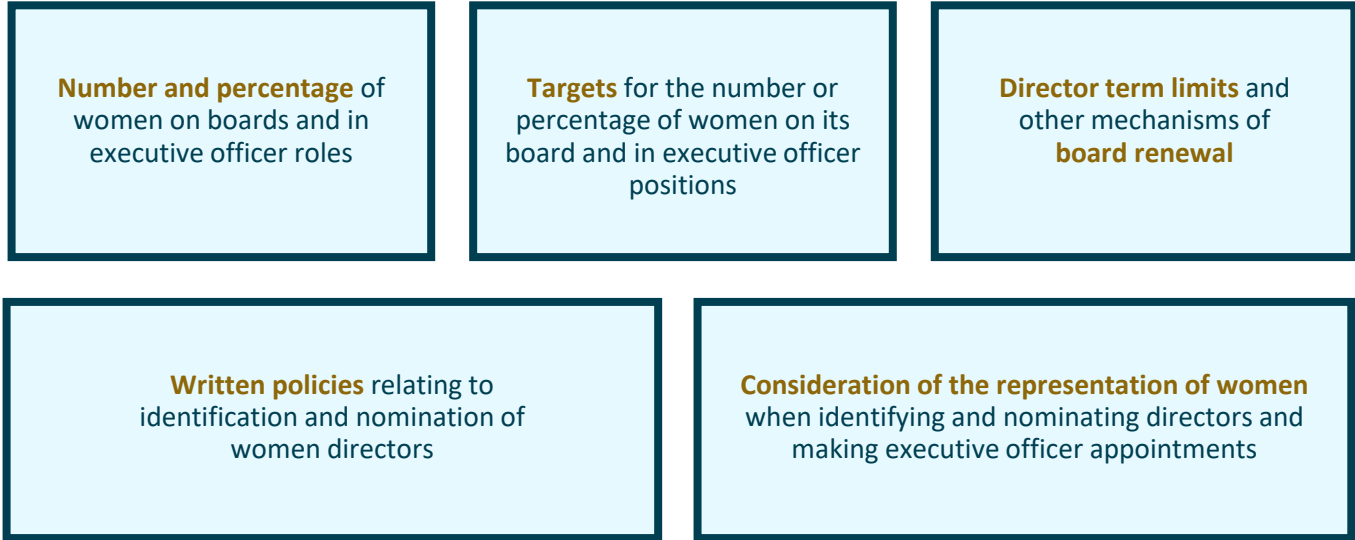 Number and percentage of
women on boards and in
executive officer roles
Targets for the number or
percentage of women on its
board and in executive officer
positions
Director term limits and
other mechanisms of
board renewal
Written policies relating to
identification and nomination of
women directors
Consideration of the representation of women
when identifying and nominating directors and
making executive officer appointments